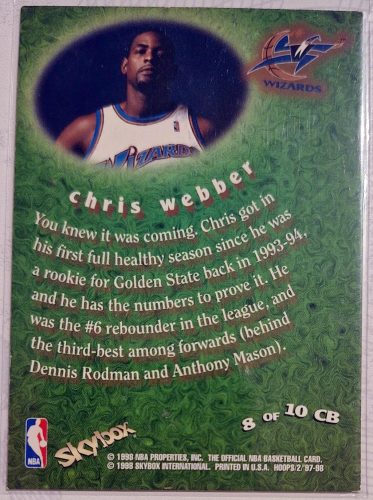 WIZARDS
WIZARDS
chris webber
You knew it was coming. Chris got in
his first full healthy season since he was
a rookie for Golden State back in 1993-94,
and he has the numbers to prove it. He
was the #6 rebounder in the league, and
the third-best among forwards (behind
Dennis Rodman and Anthony Mason).
8 OF 10 CB
NBA
SkyBox
© 1998 NBA PROPERTIES, INC. THE OFFICIAL NBA BASKETBALL CARD.
© 1998 SKYBOX INTERNATIONAL. PRINTED IN U.S.A. HOOPS/2/97-98